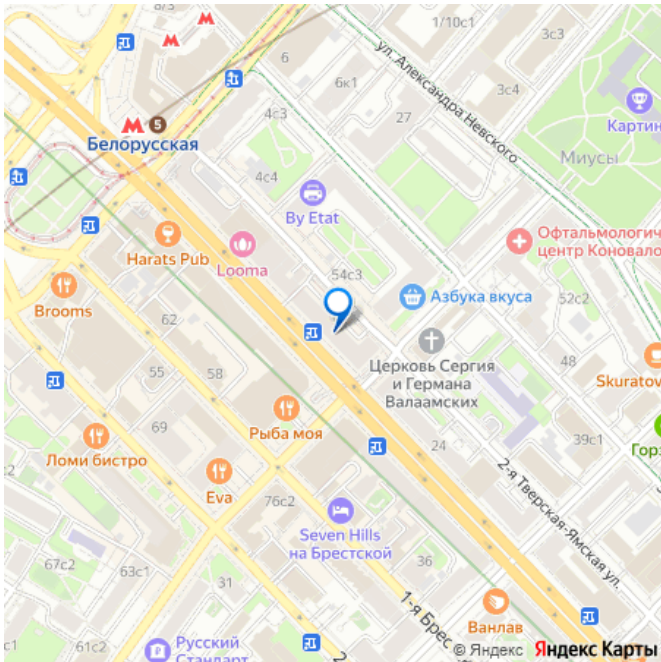 8/3
1/10с1
3с3
6
ул. Александра Невского
6к1
3с4
27
4с3
Картин
5
Белорусская
Миусы
4с4
By Etat
Офтальмологич
центр Коновало
Harats Pub
Looma
54с3
Азбука вкуса
52с2
Brooms
62
Церковь Сергия
и Германа
Валаамских
48
55
58
Skuratov
Рыба моя
69
39с1
Горз
24
Ломи бистро
2-я Тверская-Ямская ул.
Eva
76с2
Seven Hills
на Брестской
67с2
63с1
36
31
1-я Брес
Ванлав
61с2
Русский
Стандарт
2
© Яндекс Яндекс Карты